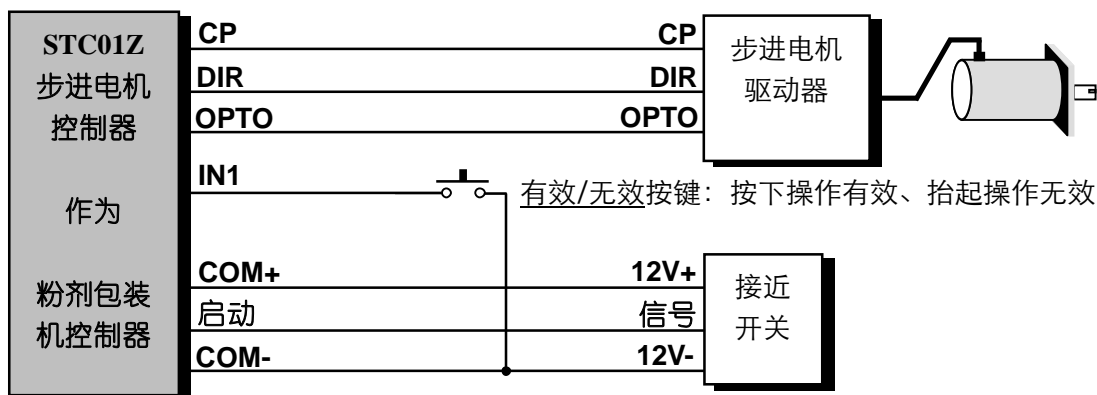 STC01Z
步进电机
控制器
作为
粉剂包装
机控制器
CP
DIR
OPTO
IN1
COM+
启动
COM-
CP
DIR
OPTO
步进电机
驱动器
有效/无效按键：按下操作有效、抬起操作无效
12V+
信号
12V-
接近
开关